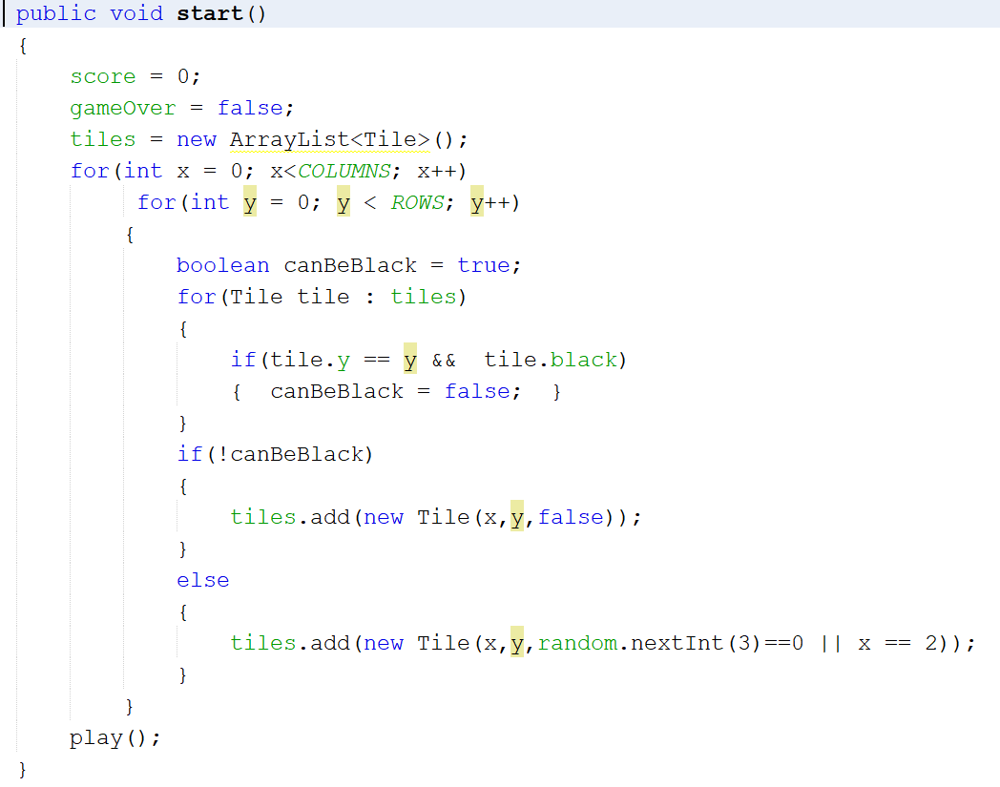 public void start()
{
    score = 0;
    gameOver = false;
    tiles = new ArrayList<Tile>();
    for(int x = 0; x<COLUMNS; x++)
         for(int y = 0; y < ROWS; y++)
        {
            boolean canBeBlack = true;
            for(Tile tile : tiles)
            {
                if(tile.y == y &&  tile.black)
                {  canBeBlack = false;  }
            }
            if(!canBeBlack)
            {
                tiles.add(new Tile(x,y,false));
            }
            else
            {
                tiles.add(new Tile(x,y,random.nextInt(3)==0 || x == 2));
            }
        }
    play();
}